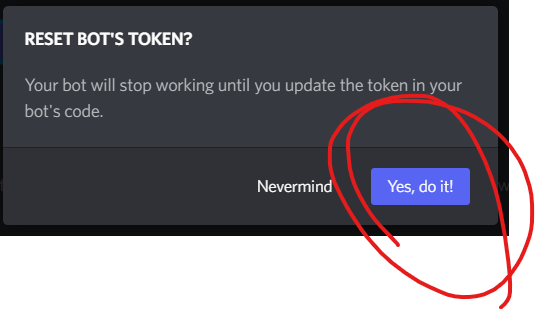 RESET BOT'S TOKEN?
Your bot will stop working until you update the token in your
bot's code.
Nevermind
Yes, do it!